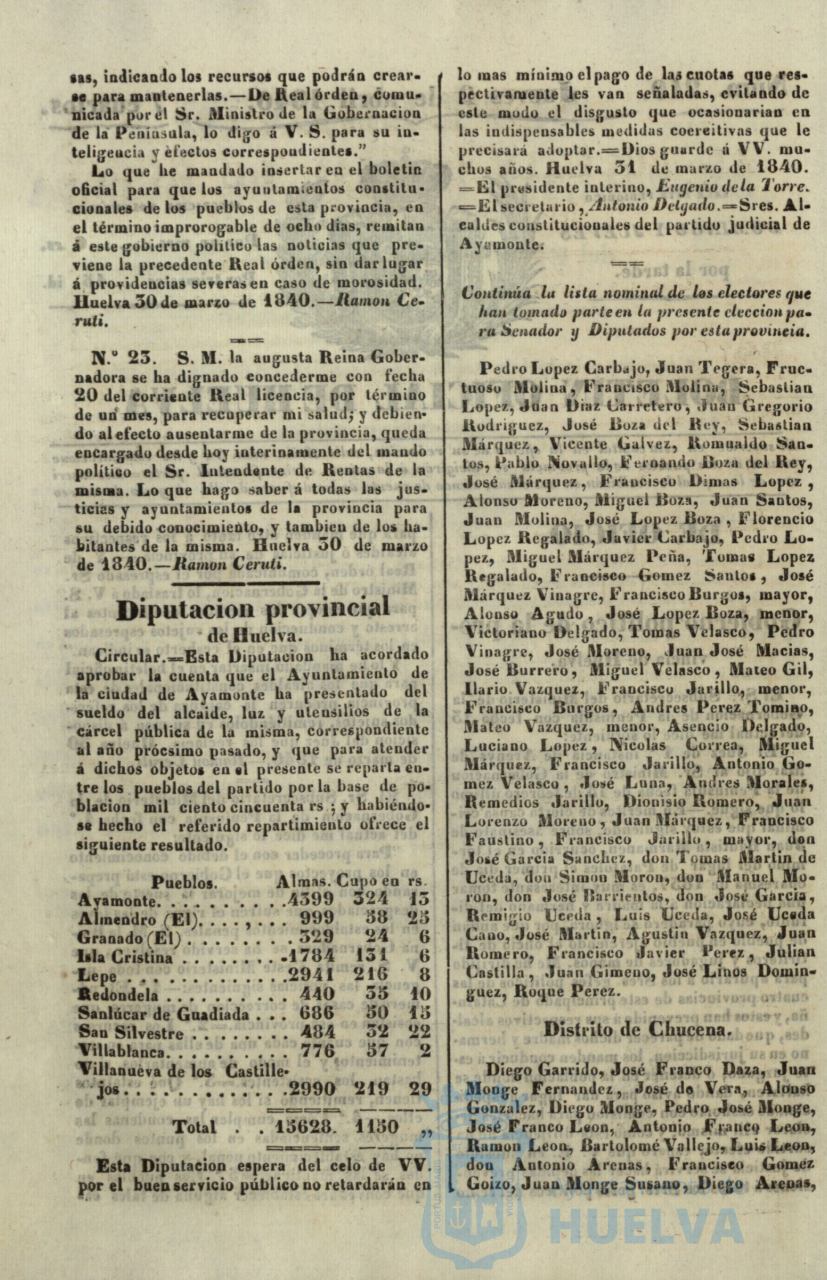 sas, indicando los recursos que podrán crear-
se para mantenerlas.—De Real órden, comu-
nicada por el Sr. Ministro de la Gobernacion
de la Peninsula, lo digo á V. S. para su in-
teligencia y efectos correspondientes.”
Lo que he mandado insertar en el boletin
oficial para que los ayuntamientos constitu-
cionales de los pueblos de esta provincia, en
el término improrogable de ocho dias, remitan
á este gobierno político las noticias que pre-
viene la precedente Real órden, sin dar lugar
á providencias severas en caso de morosidad.
Huelva 30 de marzo de 1840.—Ramon Ce-
ruti.
N.º 23. S. M. la augusta Reina Gober-
nadora se ha dignado concederme con fecha
20 del corriente Real licencia, por término
de un mes, para recuperar mi salud; y debien-
do al efecto ausentarme de la provincia, queda
encargado desde hoy interinamente del mando
político el Sr. Intendente de Rentas de la
misma. Lo que hago saber á todas las jus-
ticias y ayuntamientos de la provincia para
su debido conocimiento, y tambien de los ha-
bitantes de la misma. Huelva 30 de marzo
de 1840.—Ramon Ceruti.
Diputacion provincial
de Huelva.
Circular.=Esta Diputacion ha acordado
aprobar la cuenta que el Ayuntamiento de
la ciudad de Ayamonte ha presentado del
sueldo del alcaide, luz y utensilios de la
cárcel pública de la misma, correspondiente
al año prócsimo pasado, y que para atender
á dichos objetos en el presente se reparta en-
tre los pueblos del partido por la base de po-
blacion mil ciento cincuenta rs ; y habiéndo-
se hecho el referido repartimiento ofrece el
siguiente resultado.
Pueblos. Almas. Cupo en rs.
Ayamonte. . . . . . . . . .4399 324 13
Almendro (El). . . . , . . . 999 58 25
Granado (El) . . . . . . . . 329 24 6
Isla Cristina . . . . . . . .1784 131 6
Lepe . . . . . . . . . . . . .2941 216 8
Redondela . . . . . . . . . 440 35 10
Sanlúcar de Guadiada . . . 686 50 15
San Silvestre . . . . . . . . 484 32 22
Villablanca. . . . . . . . . . 776 57 2
Villanueva de los Castille-
jos . . . . . . . . . . . . .2990 219 29
Total . . 15628. 1150 „
Esta Diputacion espera del celo de VV.
por el buen servicio público no retardarán en
lo mas mínimo el pago de las cuotas que res-
pectivamente les van señaladas, evitando de
este modo el disgusto que ocasionarian en
las indispensables medidas coercitivas que le
precisará adoptar.=Dios guarde á VV. mu-
chos años. Huelva 31 de marzo de 1840.
=El presidente interino, Eugenio de la Torre.
=El secretario, Antonio Delgado.=Sres. Al-
caldes constitucionales del partido judicial de
Ayamonte.
Continúa la lista nominal de los electores que
han tomado parte en la presente eleccion pa-
ra Senador y Diputados por esta provincia.
Pedro Lopez Carbajo, Juan Tegera, Fruc-
tuoso Molina, Francisco Molina, Sebastian
Lopez, Juan Diaz Carretero, Juan Gregorio
Rodriguez, José Boza del Rey, Sebastian
Márquez, Vicente Galvez, Romualdo San-
tos, Pablo Novallo, Fernando Boza del Rey,
José Márquez, Francisco Dimas Lopez,
Alonso Moreno, Miguel Boza, Juan Santos,
Juan Molina, José Lopez Boza, Florencio
Lopez Regalado, Javier Carbajo, Pedro Lo-
pez, Miguel Márquez Peña, Tomas Lopez
Regalado, Francisco Gomez Santos, José
Márquez Vinagre, Francisco Burgos, mayor,
Alonso Agudo, José Lopez Boza, menor,
Victoriano Delgado, Tomas Velasco, Pedro
Vinagre, José Moreno, Juan José Macias,
José Burrero, Miguel Velasco, Mateo Gil,
Ilario Vazquez, Francisco Jarillo, menor,
Francisco Burgos, Andres Perez Tomino,
Mateo Vazquez, menor, Asencio Delgado,
Luciano Lopez, Nicolas Correa, Miguel
Márquez, Francisco Jarillo, Antonio Go-
mez Velasco, José Luna, Andres Morales,
Remedios Jarillo, Dionisio Romero, Juan
Lorenzo Moreno, Juan Márquez, Francisco
Faustino, Francisco Jarillo, mayor, don
José Garcia Sanchez, don Tomas Martin de
Uceda, don Simon Moron, don Manuel Mo-
ron, don José Barrientos, don José Garcia,
Remigio Uceda, Luis Uceda, José Uceda
Cano, José Martin, Agustin Vazquez, Juan
Romero, Francisco Javier Perez, Julian
Castilla, Juan Gimeno, José Linos Domin-
guez, Roque Perez.
Distrito de Chucena.
Diego Garrido, José Franco Daza, Juan
Monge Fernandez, José de Vera, Alonso
Gonzalez, Diego Monge, Pedro José Monge,
José Franco Leon, Antonio Franco Leon,
Ramon Leon, Bartolomé Vallejo, Luis Leon,
don Antonio Arenas, Francisco Gomez
Goizo, Juan Monge Susano, Diego Arenas,
HUELVA